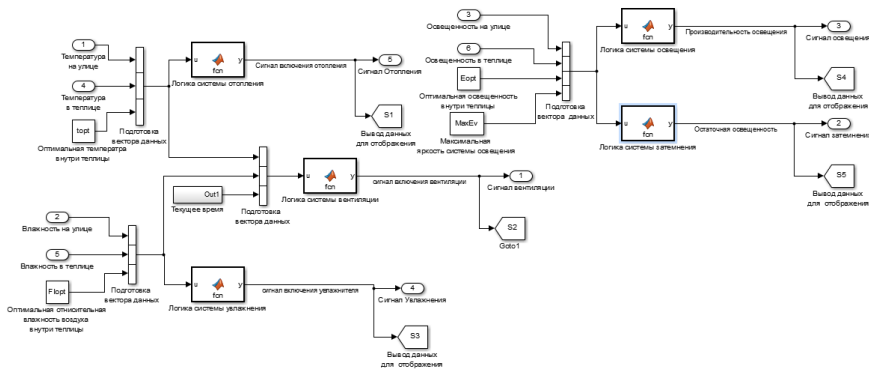 1
Температура
на улице
4
Температура
в теплице
topt
Оптимальная температра
внутри теплицы
Подготовка
вектора данных
u
fcn
y
Логика системы отопления
Сигнал включения отопления
5
Сигнал Отопления
S1
Вывод данных
для отображения
Out1
Текущее время
Подготовка
вектора данных
u
fcn
y
Логика системы вентиляции
сигнал включения вентиляции
1
Сигнал вентиляции
S2
Goto1
2
Влажность на улице
5
Влажность в теплице
FIopt
Оптимальная отнисительная
влажность воздуха
внутри теплицы
Подготовка
вектора данных
u
fcn
y
Логика системы увлажнения
сигнал включения увлажнителя
4
Сигнал Увлажнения
S3
Вывод данных
для отображения
3
Освещенность на улице
6
Освещенность в теплице
Eopt
Оптимальная освещенность
внутри теплицы
MaxEv
Максимальная
яркость системы освещения
Подготовка
вектора данных
u
fcn
y
Логика системы освещения
Производительность освещения
3
Сигнал освещения
S4
Вывод данных
для отображения
u
fcn
y
Логика системы затемнения
Остаточная освещенность
2
Сигнал затемнения
S5
Вывод данных
для отображения